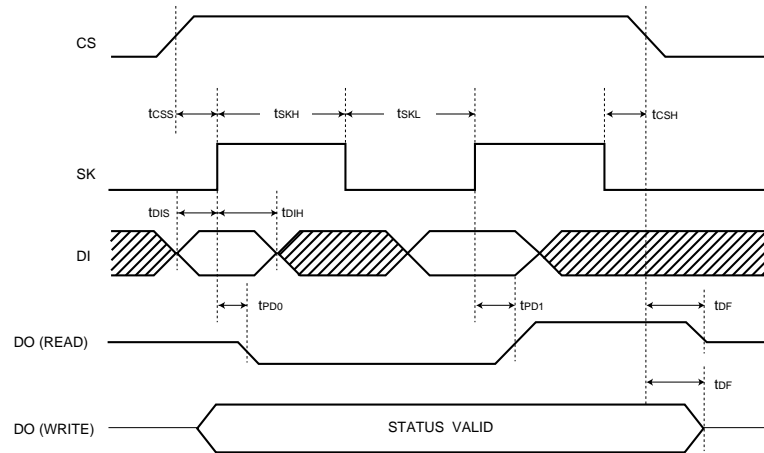 CS
tCSS tSKH tSKL tCSH
SK
tDIS tDIH
DI
tPD0 tPD1 tDF
DO (READ)
tDF
DO (WRITE) STATUS VALID